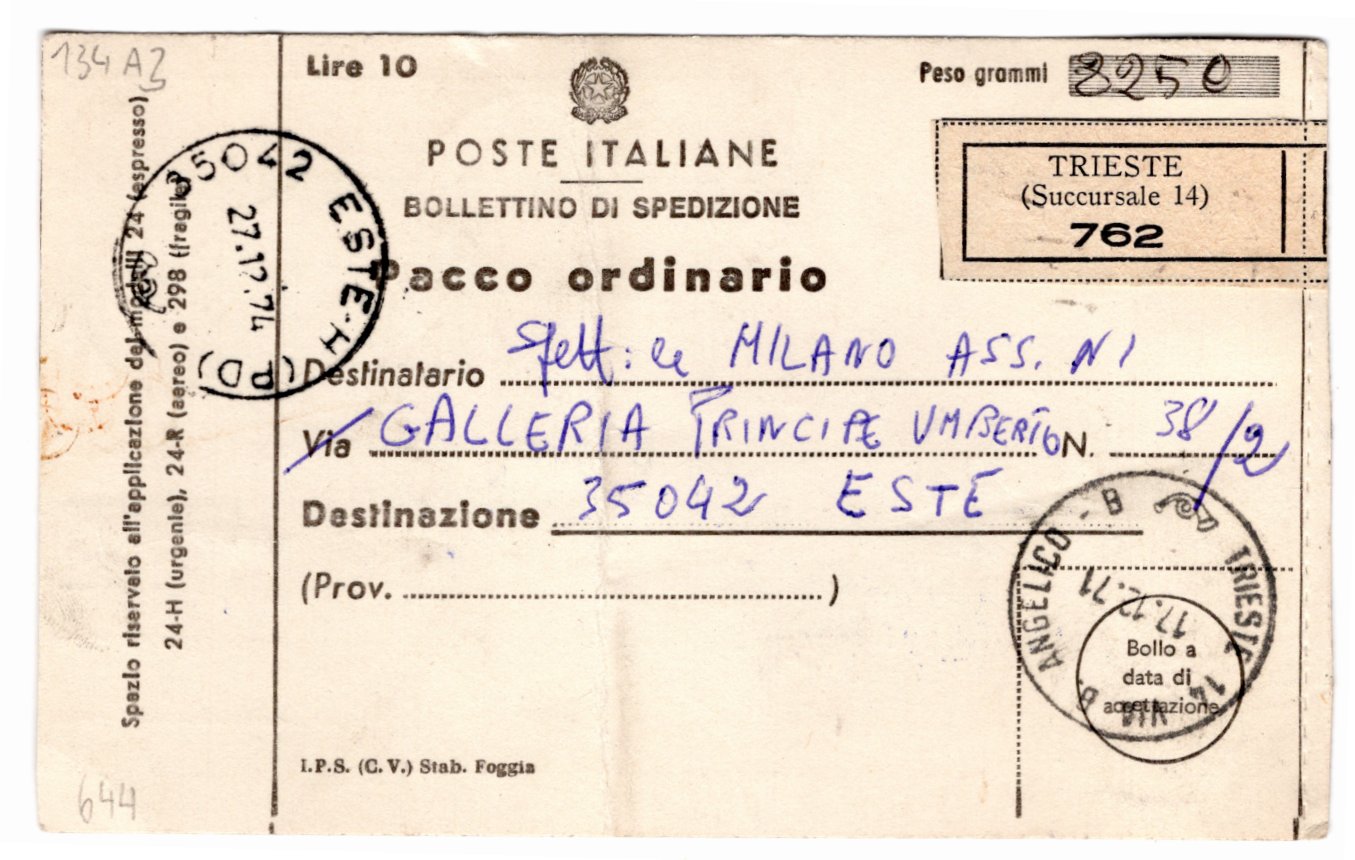 134 A3
Lire 10
Peso grammi 8250
POSTE ITALIANE
BOLLETTINO DI SPEDIZIONE
Pacco ordinario
TRIESTE
(Succursale 14)
762
35042 ESTE-H (PD)
27.12.74
Spazio riservato all'applicazione dei modelli 24 (espresso)
24-H (urgente), 24-R (aereo) e 298 (fragile)
Destinatario Spett.le MILANO ASS.NI
Via GALLERIA PRINCIPE UMBERTO N. 38/2
Destinazione 35042 ESTE
(Prov. )
TRIESTE 14 VIA B. ANGELICO - B
17.12.71
Bollo a
data di
accettazione
I.P.S. (C.V.) Stab. Foggia
644